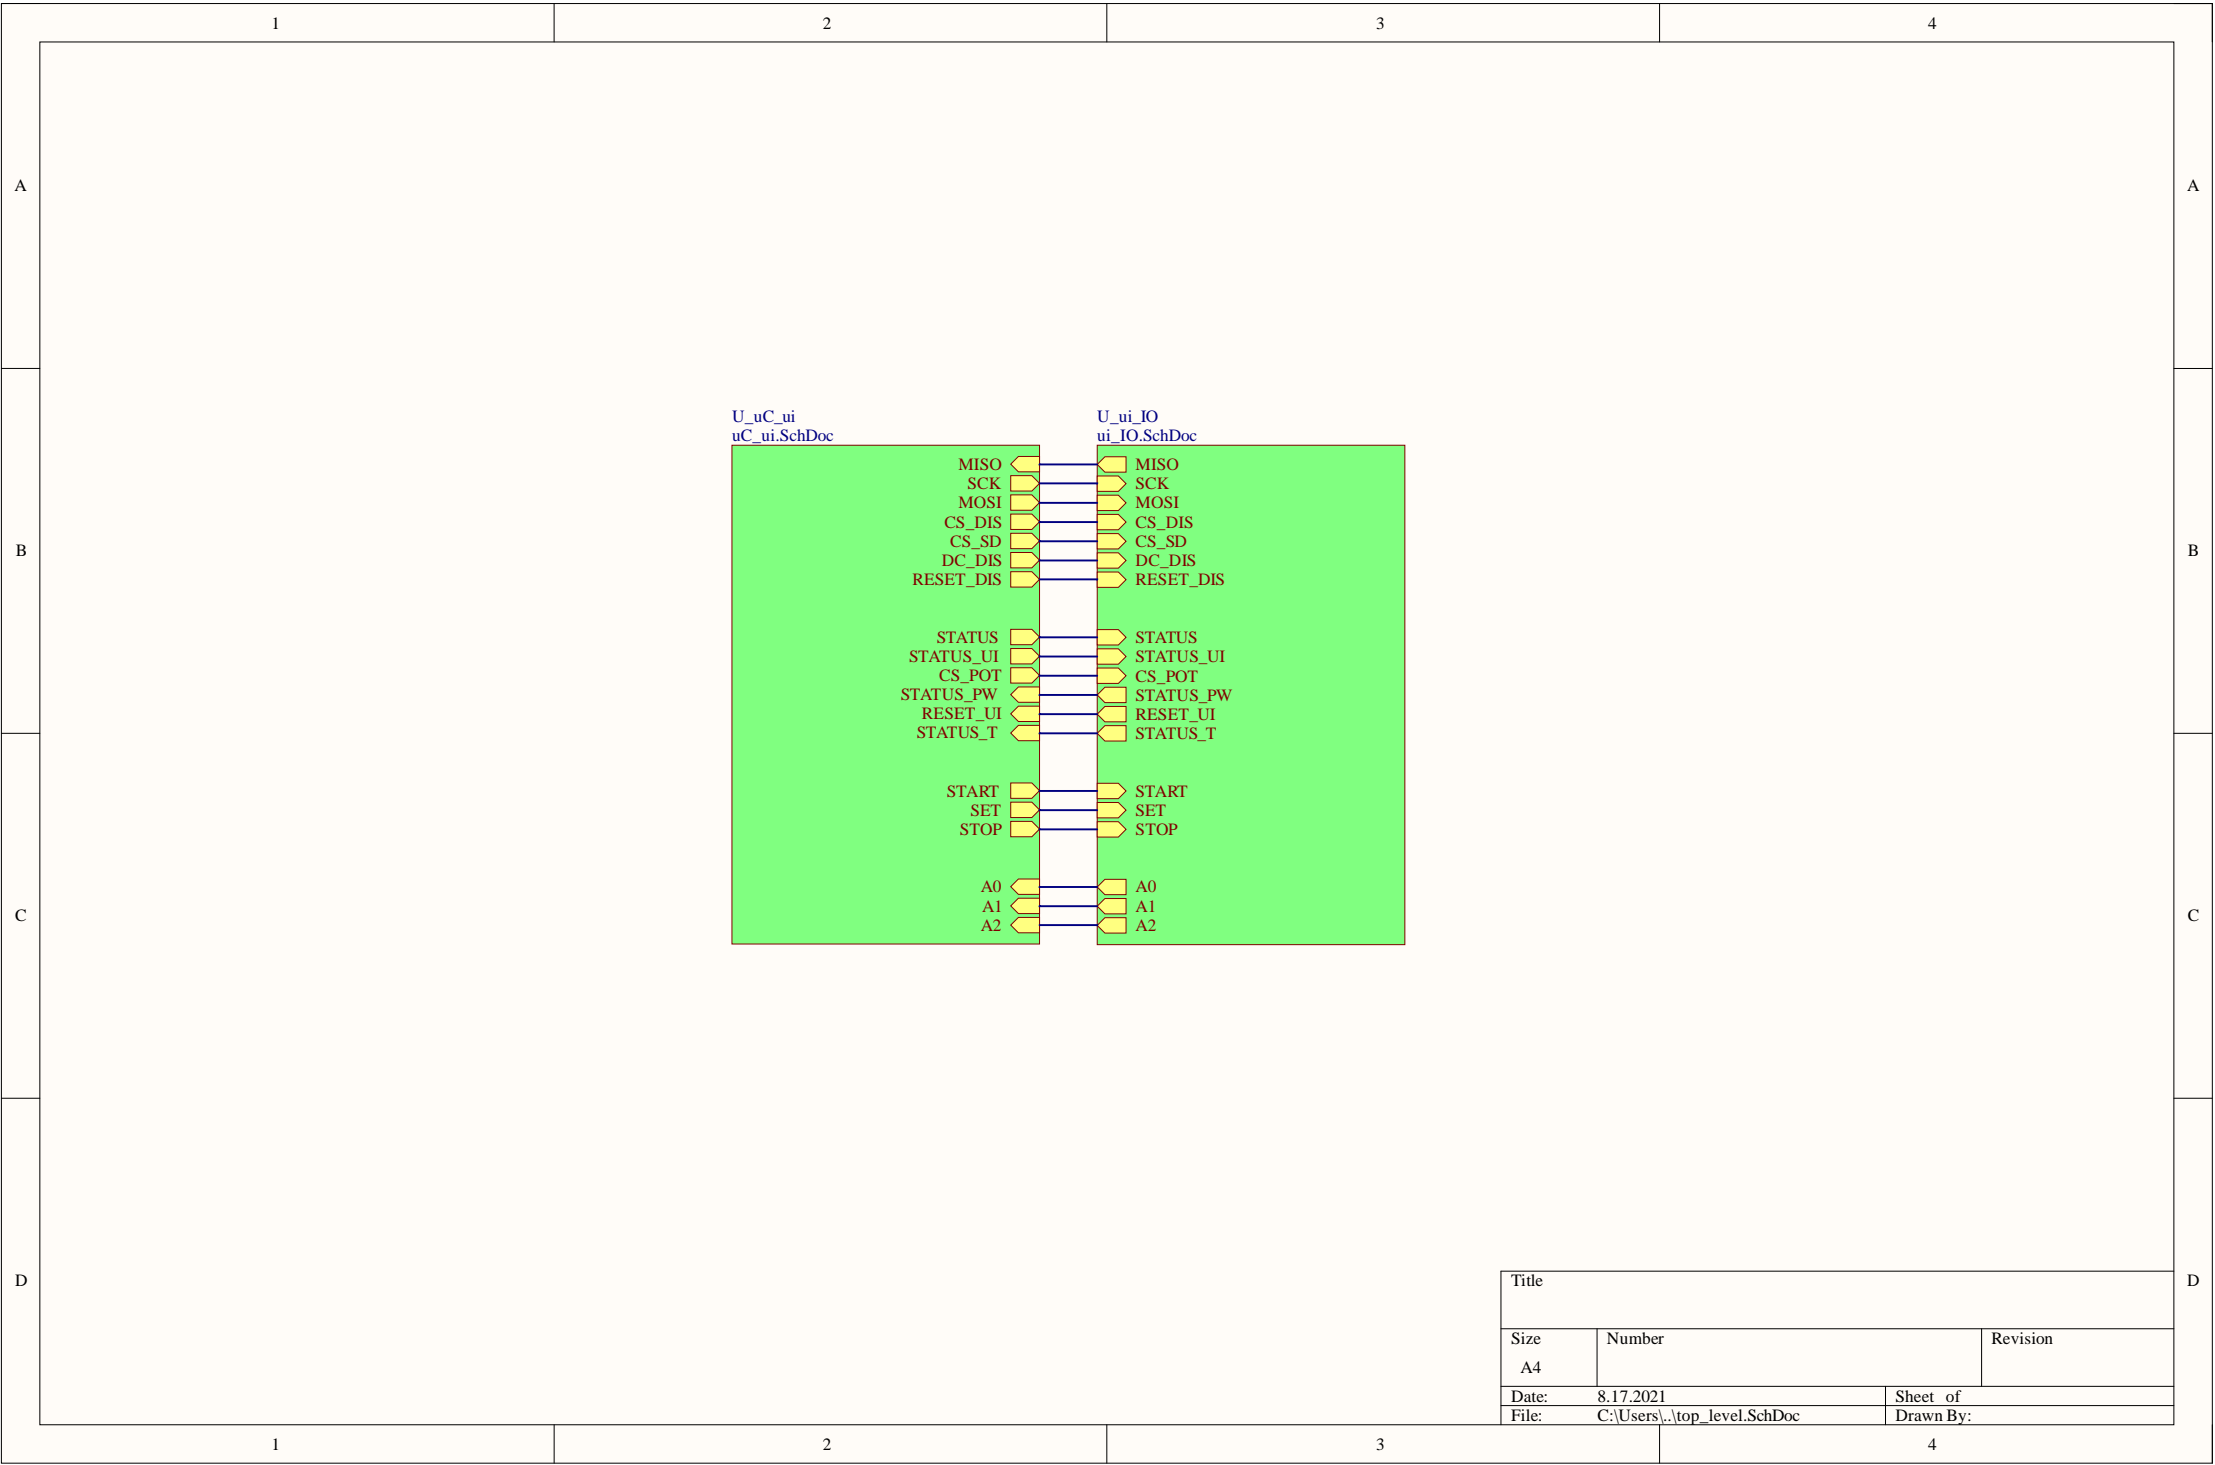 1 2 3 4
A A
U_uC_ui U_ui_IO
uC_ui.SchDoc ui_IO.SchDoc
MISO MISO
SCK SCK
MOSI MOSI
CS_DIS CS_DIS
B B
CS_SD CS_SD
DC_DIS DC_DIS
RESET_DIS RESET_DIS
STATUS STATUS
STATUS_UI STATUS_UI
CS_POT CS_POT
STATUS_PW STATUS_PW
RESET_UI RESET_UI
STATUS_T STATUS_T
START START
SET SET
STOP STOP
A0 A0
A1 A1
C C
A2 A2
D D
Title
Size Number Revision
A4
Date: 8.17.2021 Sheet of
File: C:\Users\..\top_level.SchDoc Drawn By:
1 2 3 4